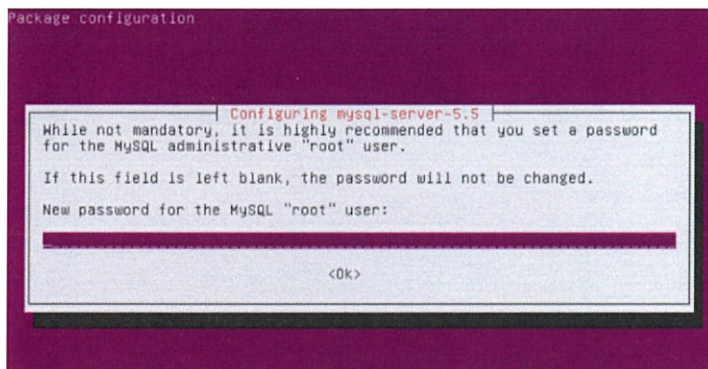 Package configuration
Configuring mysql-server-5.5
While not mandatory, it is highly recommended that you set a password
for the MySQL administrative "root" user.
If this field is left blank, the password will not be changed.
New password for the MySQL "root" user:
<Ok>